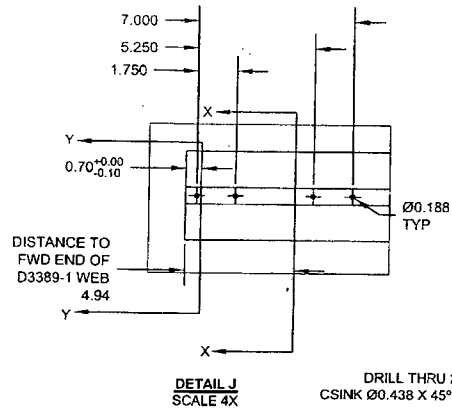 7.000
5.250
1.750
X
Y
0.70 +0.00 -0.10
Ø0.188
TYP
DISTANCE TO
FWD END OF
D3389-1 WEB
4.94
Y
X
DETAIL J
SCALE 4X
DRILL THRU
CSINK Ø0.438 X 45°